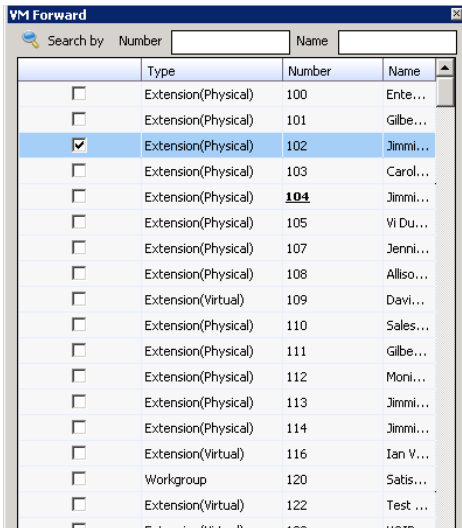 VM Forward
Search by Number Name
Type Number Name
Extension(Physical) 100 Ente...
Extension(Physical) 101 Gilbe...
Extension(Physical) 102 Jimmi...
Extension(Physical) 103 Carol...
Extension(Physical) 104 Jimmi...
Extension(Physical) 105 Vi Du...
Extension(Physical) 107 Jenni...
Extension(Physical) 108 Alliso...
Extension(Virtual) 109 Davi...
Extension(Physical) 110 Sales...
Extension(Physical) 111 Gilbe...
Extension(Physical) 112 Moni...
Extension(Physical) 113 Jimmi...
Extension(Physical) 114 Jimmi...
Extension(Virtual) 116 Ian V...
Workgroup 120 Satis...
Extension(Virtual) 122 Test ...